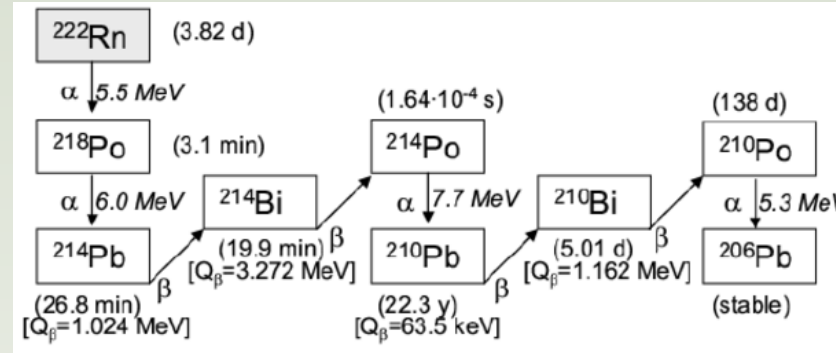 ²²²Rn (3.82 d)
α 5.5 MeV
(1.64·10⁻⁴ s)
(138 d)
²¹⁸Po (3.1 min)
²¹⁴Po
²¹⁰Po
α 6.0 MeV
²¹⁴Bi
α 7.7 MeV
²¹⁰Bi
α 5.3 MeV
²¹⁴Pb
β
(19.9 min) β
[Qβ=3.272 MeV]
²¹⁰Pb
β
(5.01 d) β
[Qβ=1.162 MeV]
²⁰⁶Pb
(26.8 min)
[Qβ=1.024 MeV]
(22.3 y)
[Qβ=63.5 keV]
(stable)